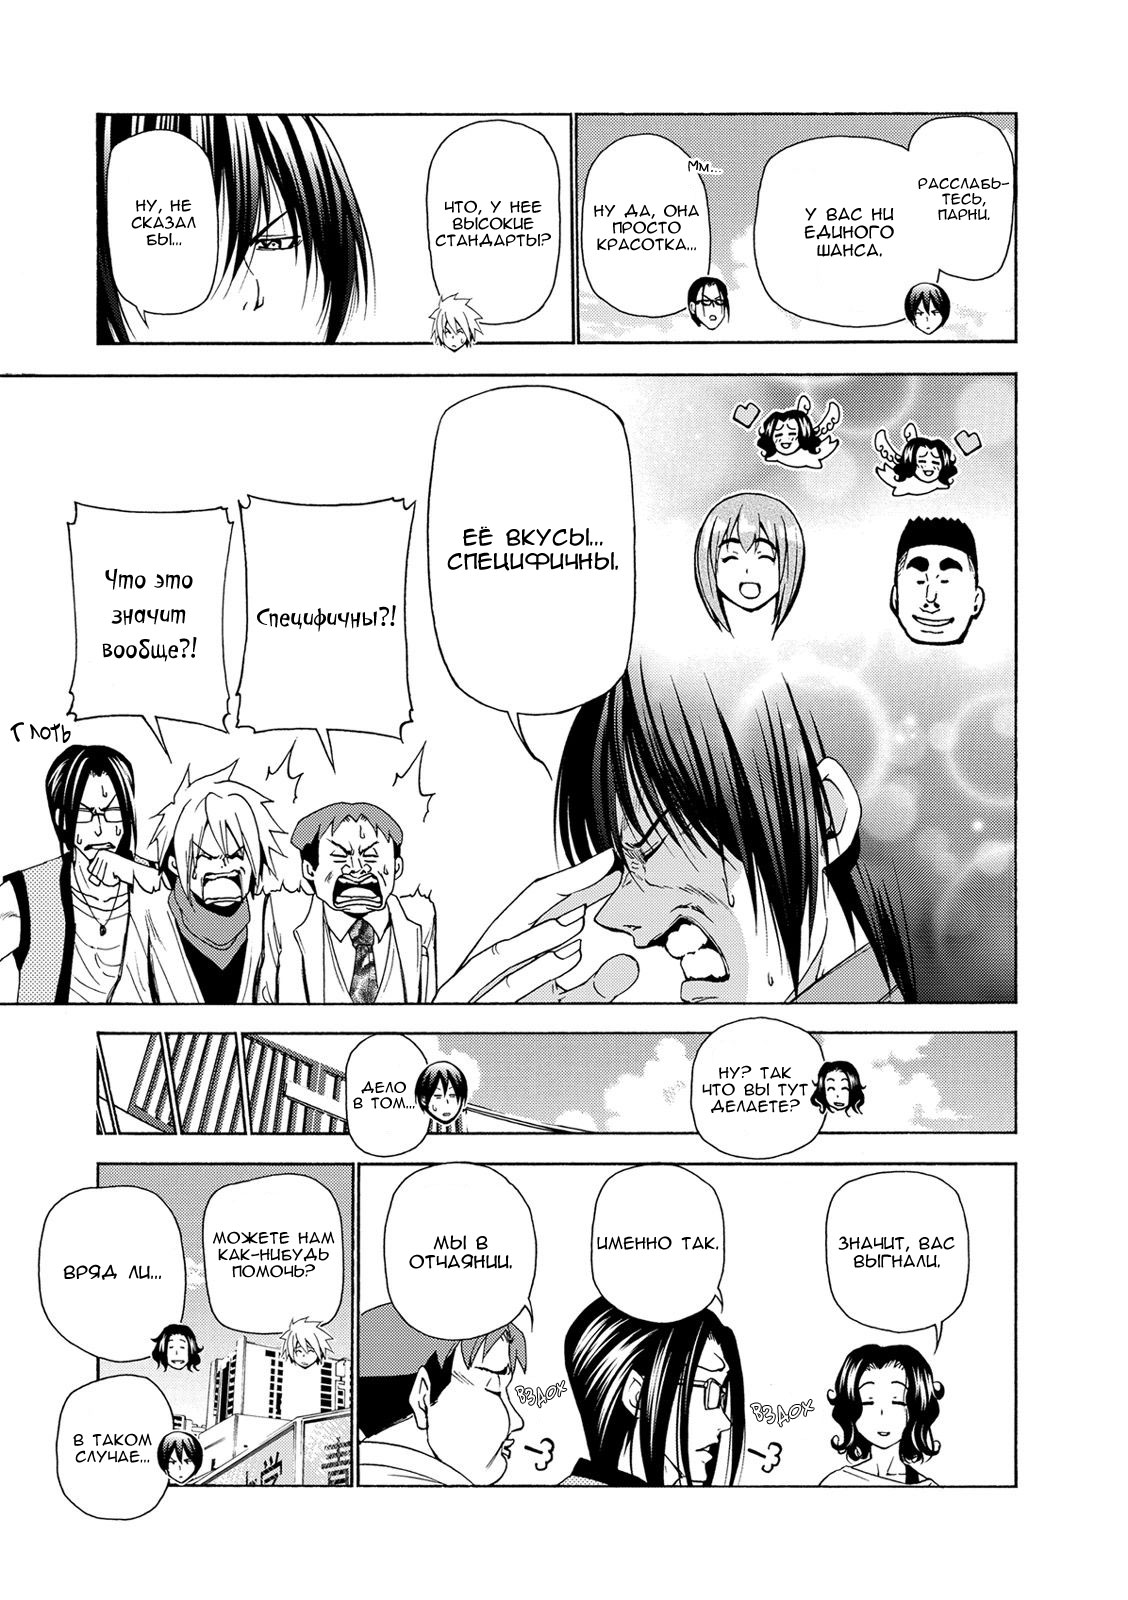 РАССЛАБЬ-
ТЕСЬ,
ПАРНИ.
У ВАС НИ
ЕДИНОГО
ШАНСА.
Мм...
НУ ДА, ОНА
ПРОСТО
КРАСОТКА...
ЧТО, У НЕЕ
ВЫСОКИЕ
СТАНДАРТЫ?
НУ, НЕ
СКАЗАЛ
БЫ...
ЕЁ ВКУСЫ...
СПЕЦИФИЧНЫ.
Специфичны?!
Что это
значит
вообще?!
Глоть
НУ? ТАК
ЧТО ВЫ ТУТ
ДЕЛАЕТЕ?
ДЕЛО
В ТОМ...
ЗНАЧИТ, ВАС
ВЫГНАЛИ.
ИМЕННО ТАК.
ВЗДОХ
МЫ В
ОТЧАЯНИИ.
ВЗДОХ
МОЖЕТЕ НАМ
КАК-НИБУДЬ
ПОМОЧЬ?
ВРЯД ЛИ...
В ТАКОМ
СЛУЧАЕ...